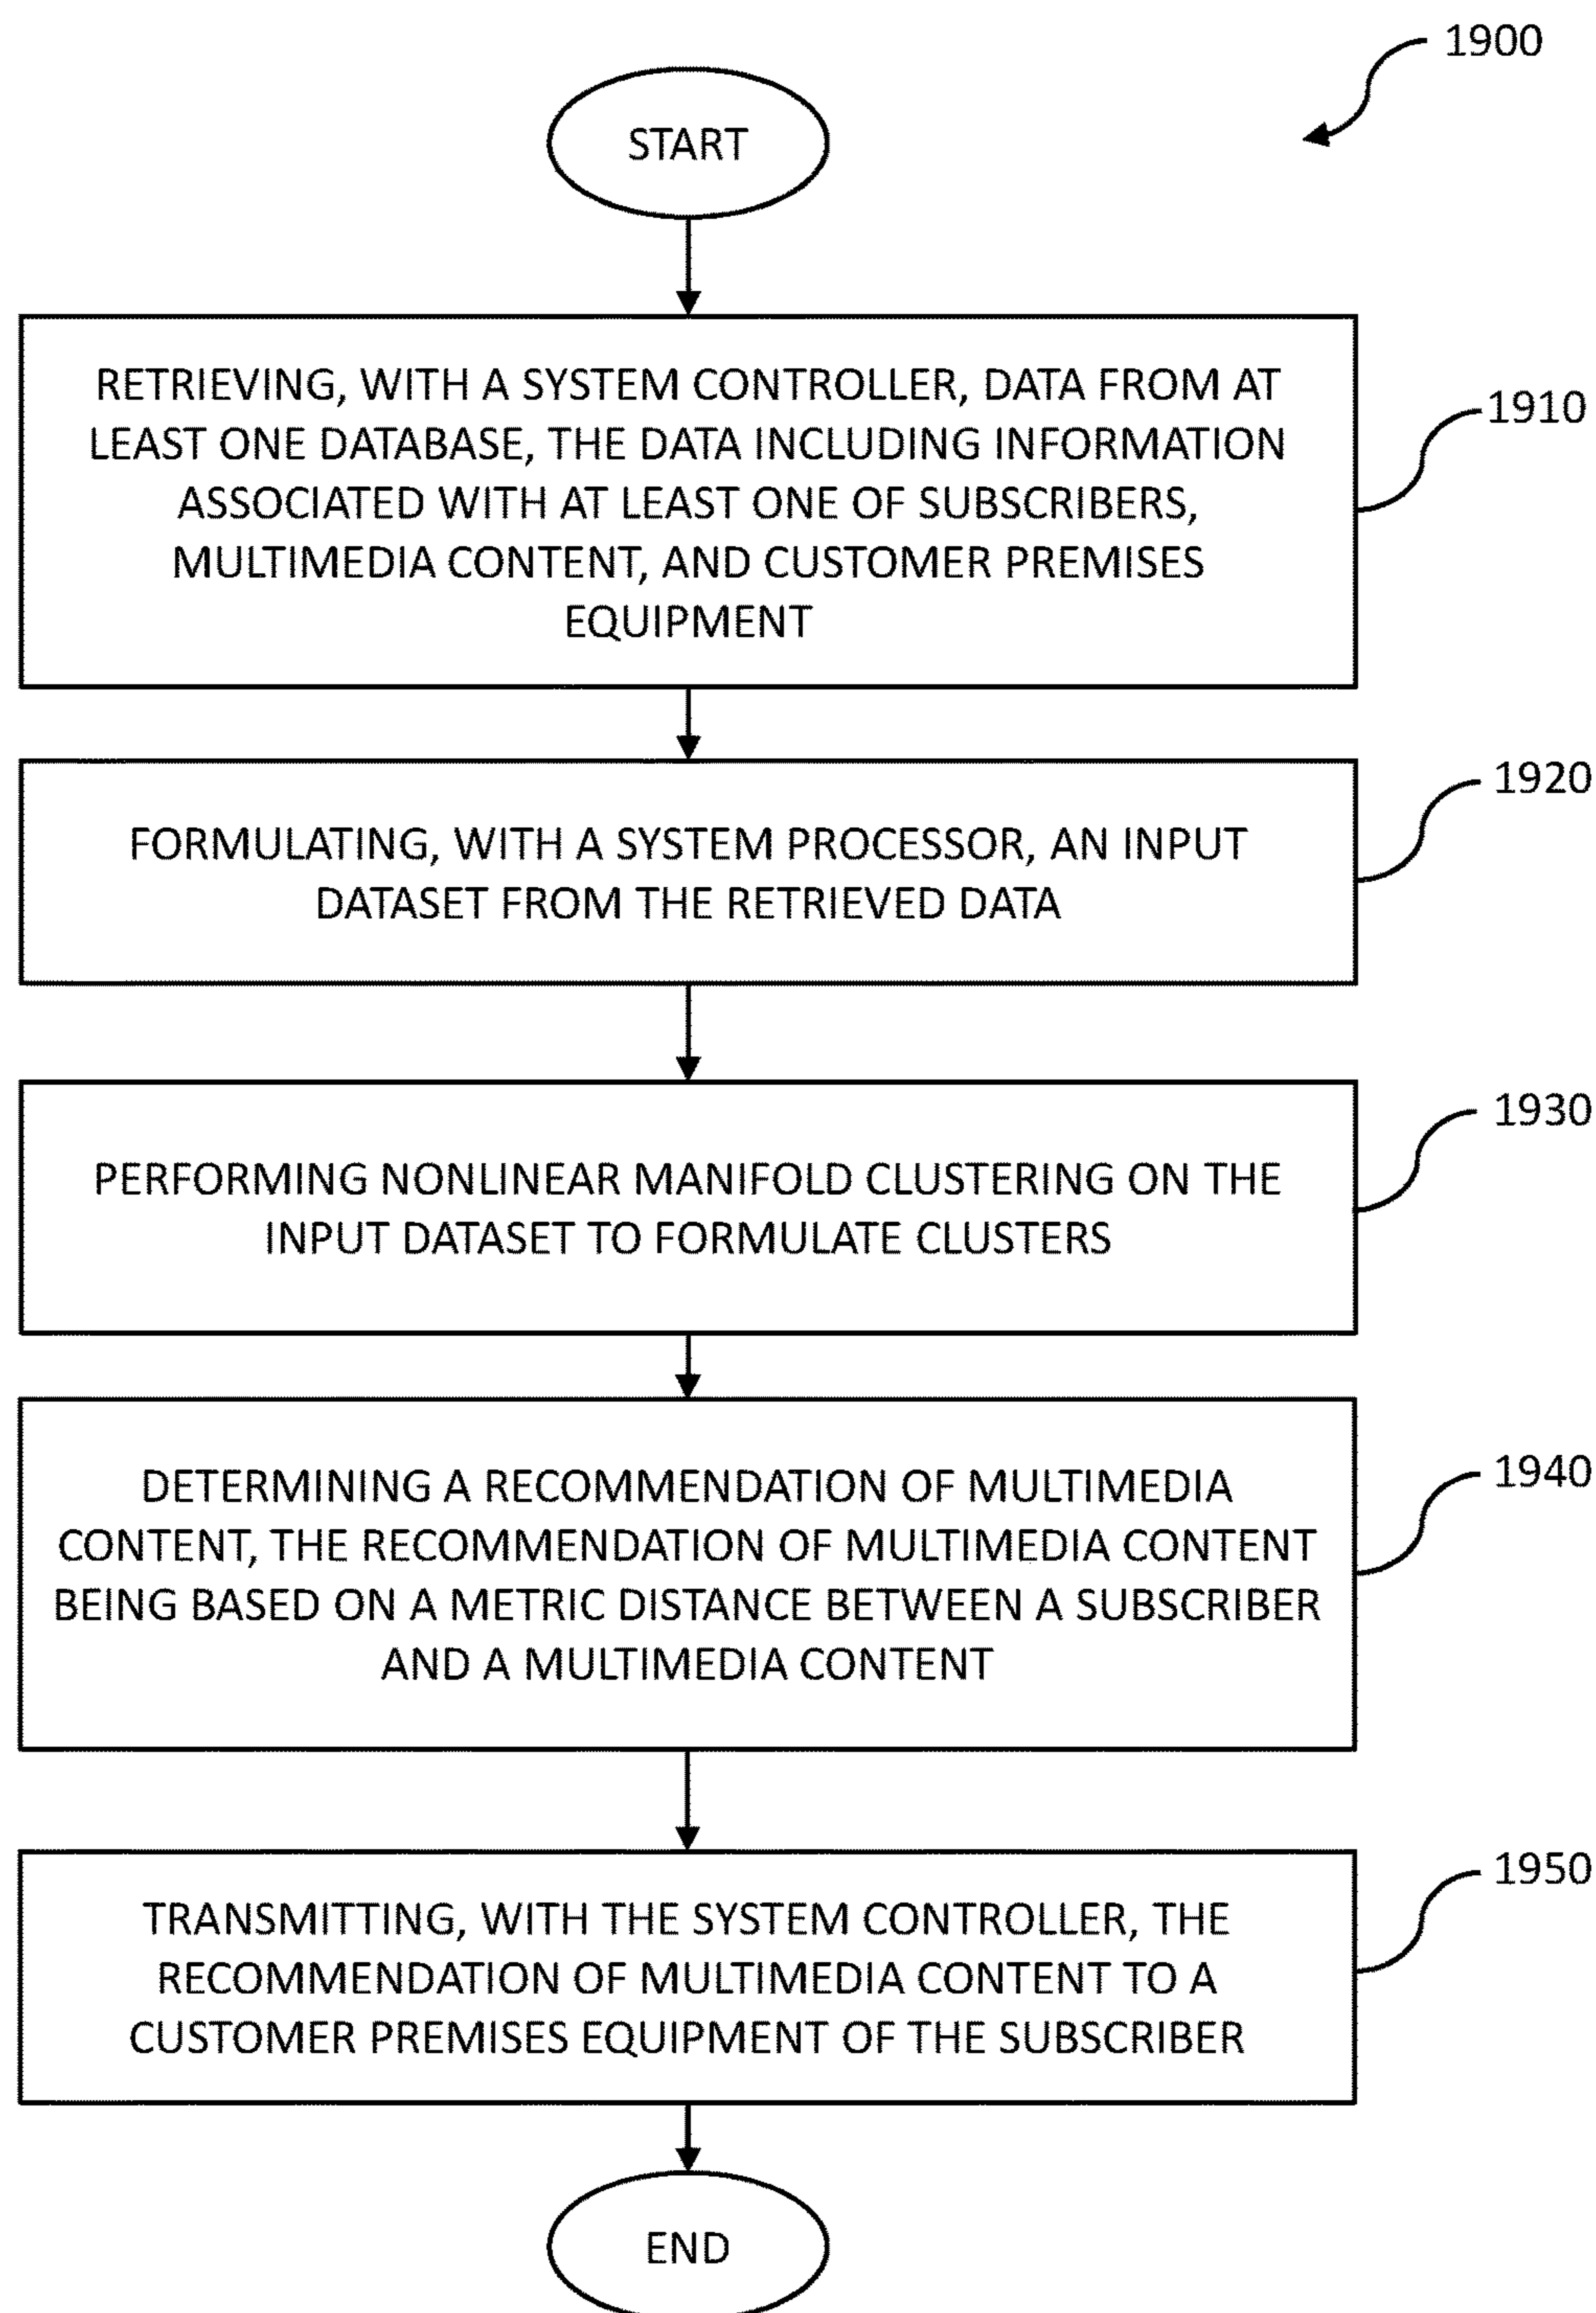 1900
START
RETRIEVING, WITH A SYSTEM CONTROLLER, DATA FROM AT
LEAST ONE DATABASE, THE DATA INCLUDING INFORMATION
ASSOCIATED WITH AT LEAST ONE OF SUBSCRIBERS,
MULTIMEDIA CONTENT, AND CUSTOMER PREMISES
EQUIPMENT
1910
FORMULATING, WITH A SYSTEM PROCESSOR, AN INPUT
DATASET FROM THE RETRIEVED DATA
1920
PERFORMING NONLINEAR MANIFOLD CLUSTERING ON THE
INPUT DATASET TO FORMULATE CLUSTERS
1930
DETERMINING A RECOMMENDATION OF MULTIMEDIA
CONTENT, THE RECOMMENDATION OF MULTIMEDIA CONTENT
BEING BASED ON A METRIC DISTANCE BETWEEN A SUBSCRIBER
AND A MULTIMEDIA CONTENT
1940
TRANSMITTING, WITH THE SYSTEM CONTROLLER, THE
RECOMMENDATION OF MULTIMEDIA CONTENT TO A
CUSTOMER PREMISES EQUIPMENT OF THE SUBSCRIBER
1950
END